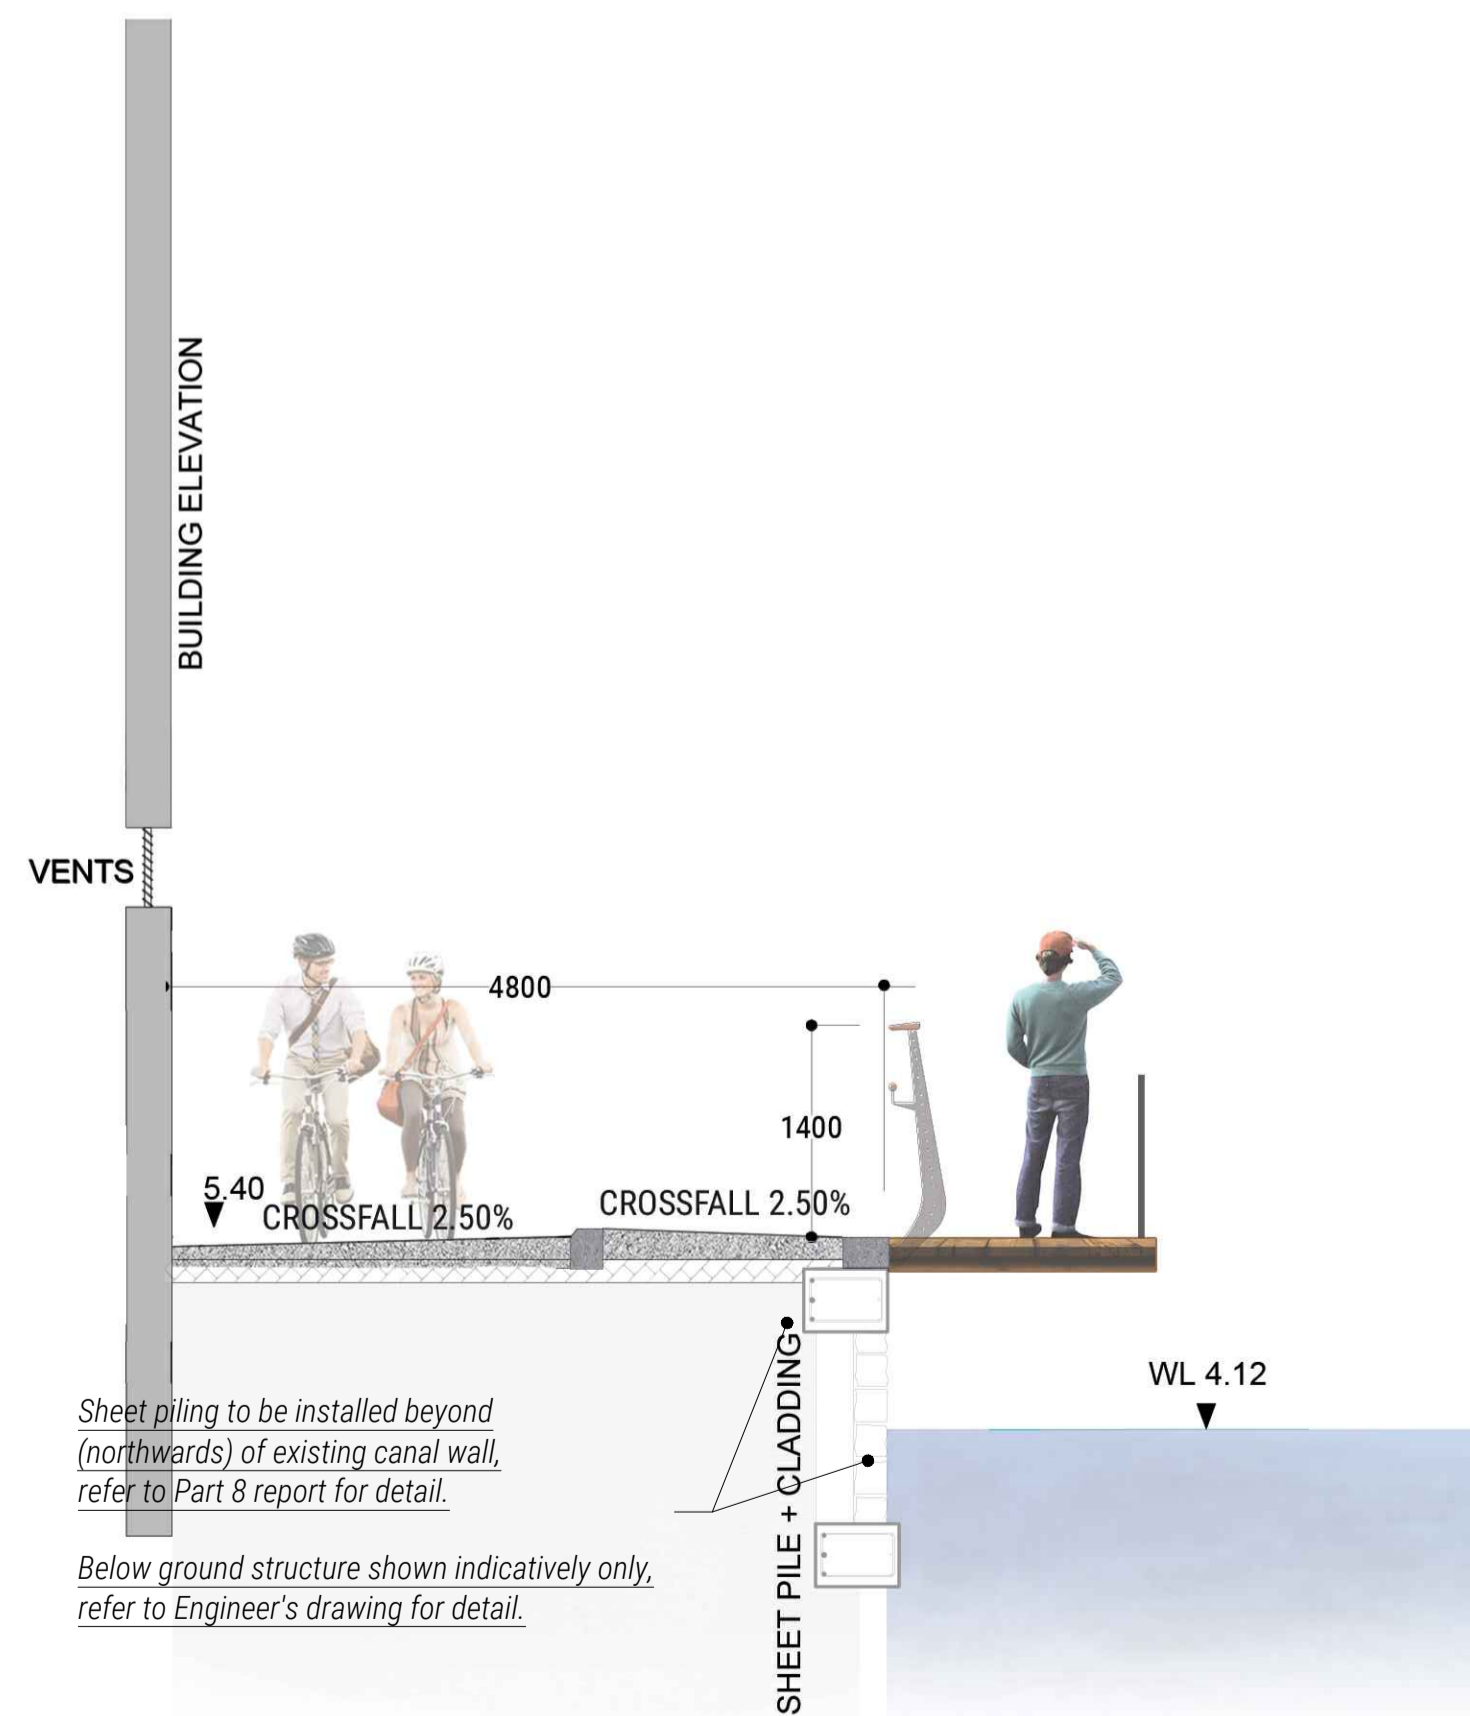 BUILDING ELEVATION
VENTS
4800
1400
5.40
CROSSFALL 2.50%
CROSSFALL 2.50%
WL 4.12
SHEET PILE + CLADDING
Sheet piling to be installed beyond
(northwards) of existing canal wall,
refer to Part 8 report for detail.
Below ground structure shown indicatively only,
refer to Engineer's drawing for detail.